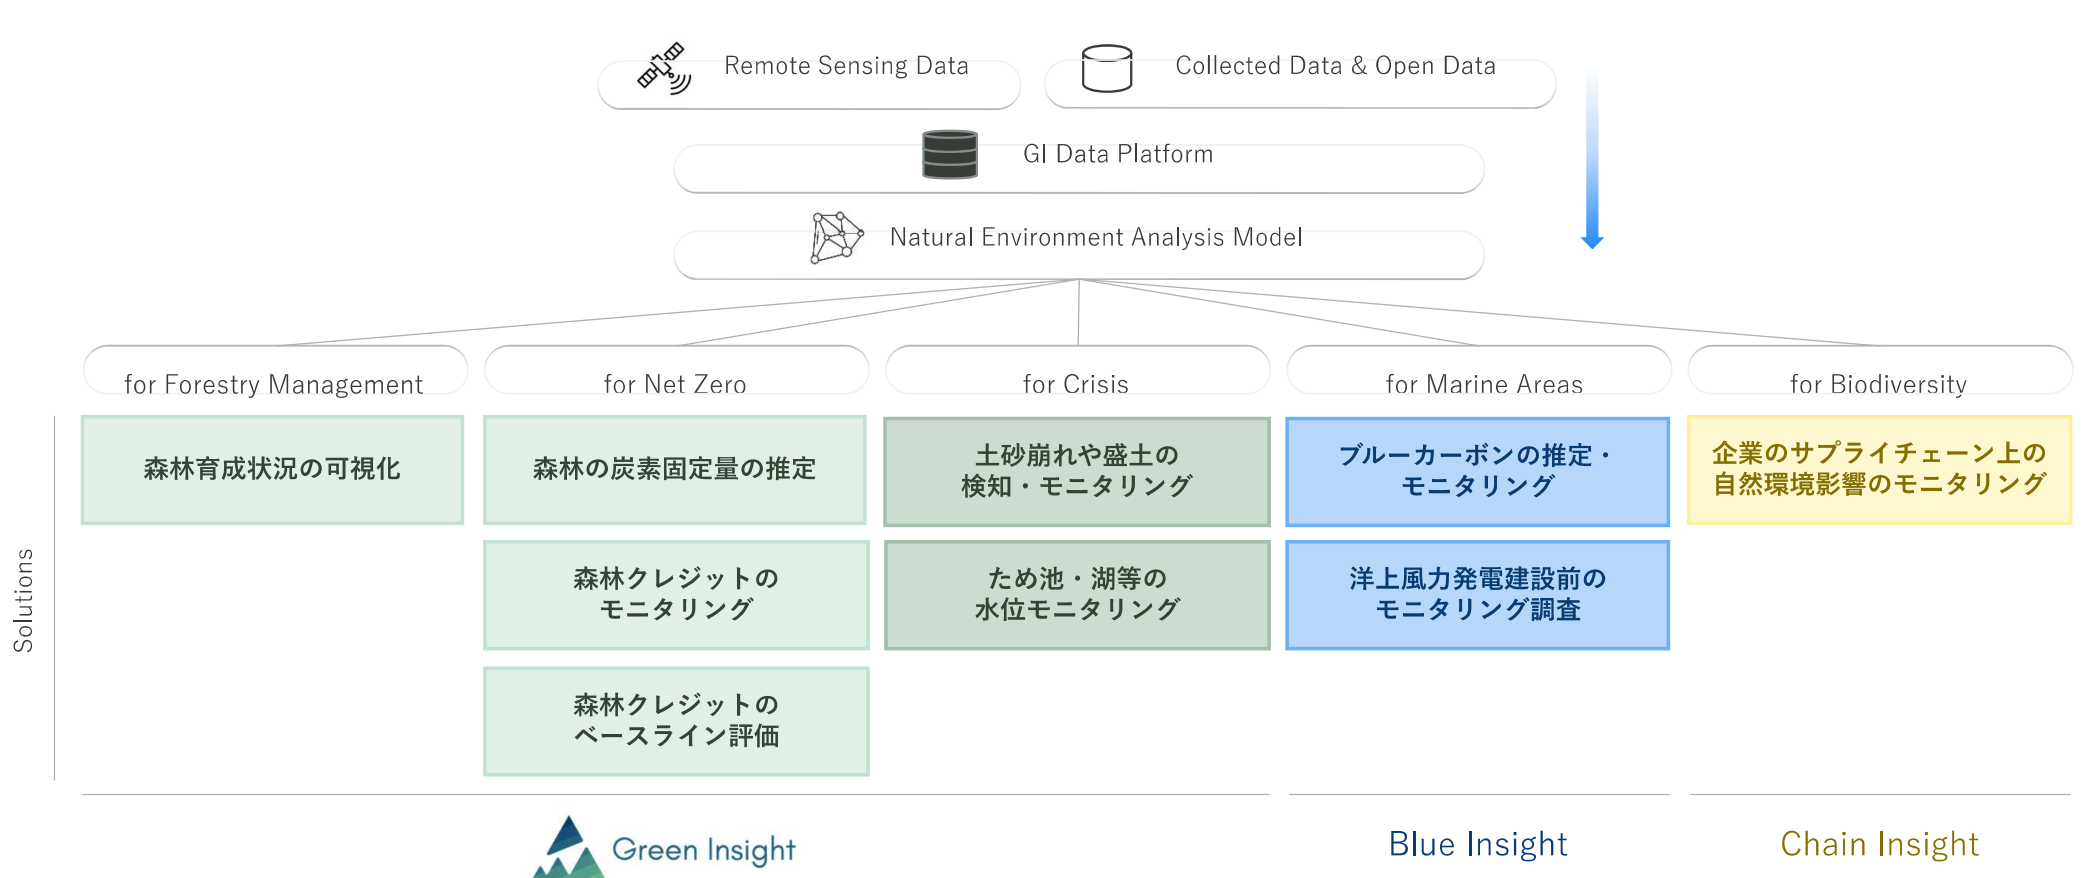 Remote Sensing Data
Collected Data & Open Data
GI Data Platform
Natural Environment Analysis Model
for Forestry Management
for Net Zero
for Crisis
for Marine Areas
for Biodiversity
Solutions
森林育成状況の可視化
森林の炭素固定量の推定
土砂崩れや盛土の
検知・モニタリング
ブルーカーボンの推定・
モニタリング
企業のサプライチェーン上の
自然環境影響のモニタリング
森林クレジットの
モニタリング
ため池・湖等の
水位モニタリング
洋上風力発電建設前の
モニタリング調査
森林クレジットの
ベースライン評価
Green Insight
Blue Insight
Chain Insight